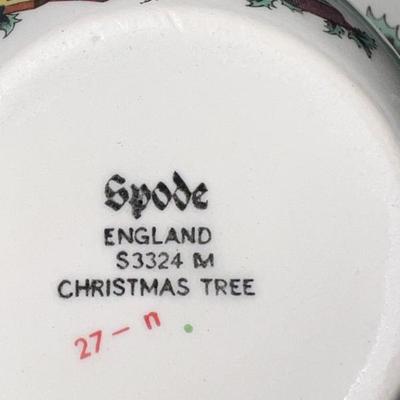 Spode
ENGLAND
S3324 M
CHRISTMAS TREE
27 - n